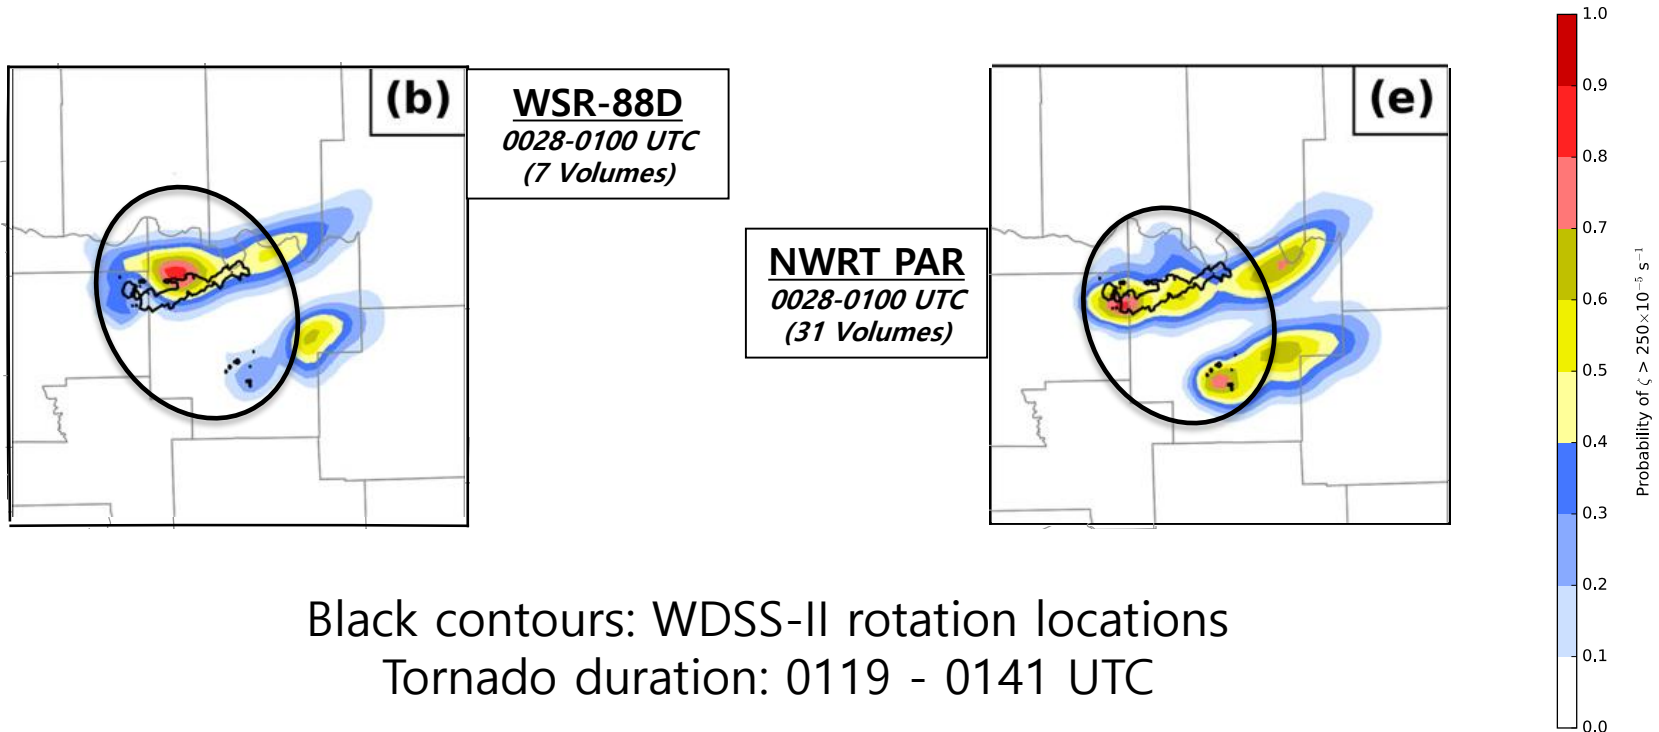 (b)
WSR-88D
0028-0100 UTC
(7 Volumes)
NWRT PAR
0028-0100 UTC
(31 Volumes)
(e)
1.0
0.9
0.8
0.7
0.6
0.5
0.4
0.3
0.2
0.1
0.0
Probability of ζ > 250×10⁻⁵ s⁻¹
Black contours: WDSS-II rotation locations
Tornado duration: 0119 - 0141 UTC